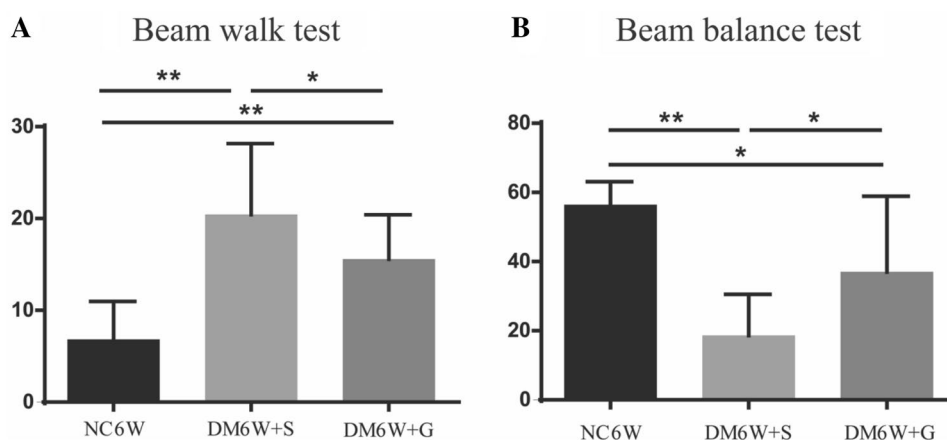 A
Beam walk test
**
*
**
30
20
10
0
NC6W
DM6W+S
DM6W+G
B
Beam balance test
**
*
*
80
60
40
20
0
NC6W
DM6W+S
DM6W+G